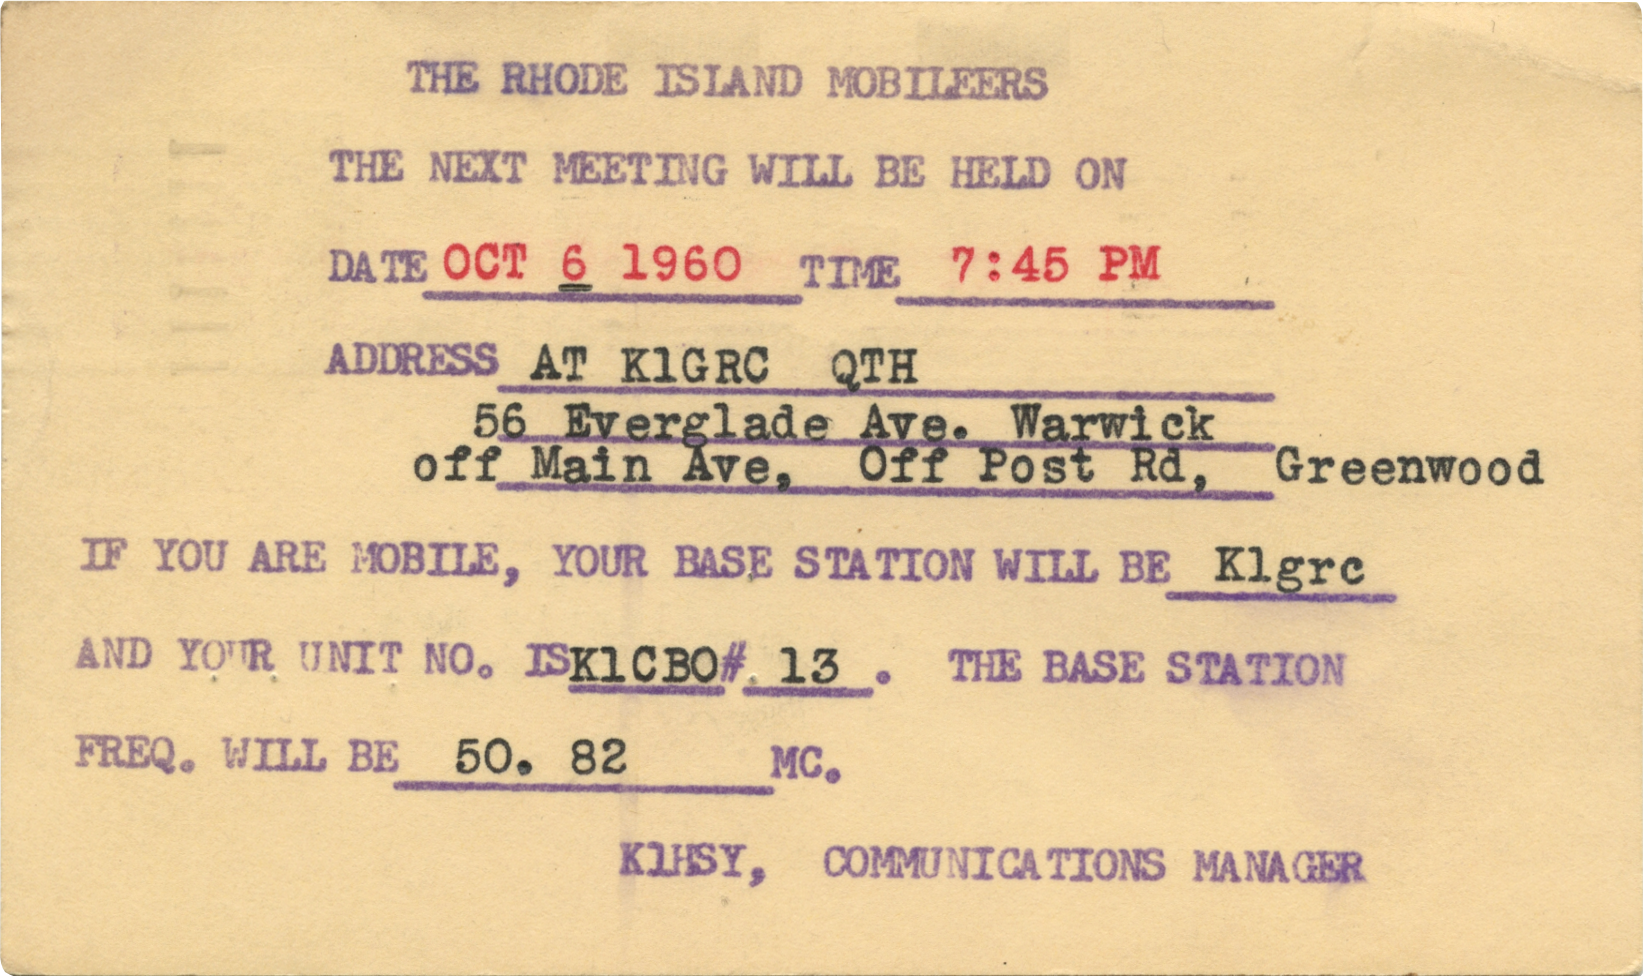 THE RHODE ISLAND MOBILEERS
THE NEXT MEETING WILL BE HELD ON
DATE OCT 6 1960 TIME 7:45 PM
ADDRESS AT K1GRC QTH
56 Everglade Ave. Warwick
off Main Ave, Off Post Rd, Greenwood
IF YOU ARE MOBILE, YOUR BASE STATION WILL BE K1grc
AND YOUR UNIT NO. IS K1CBO # 13 . THE BASE STATION
FREQ. WILL BE 50. 82 MC.
K1HSY, COMMUNICATIONS MANAGER